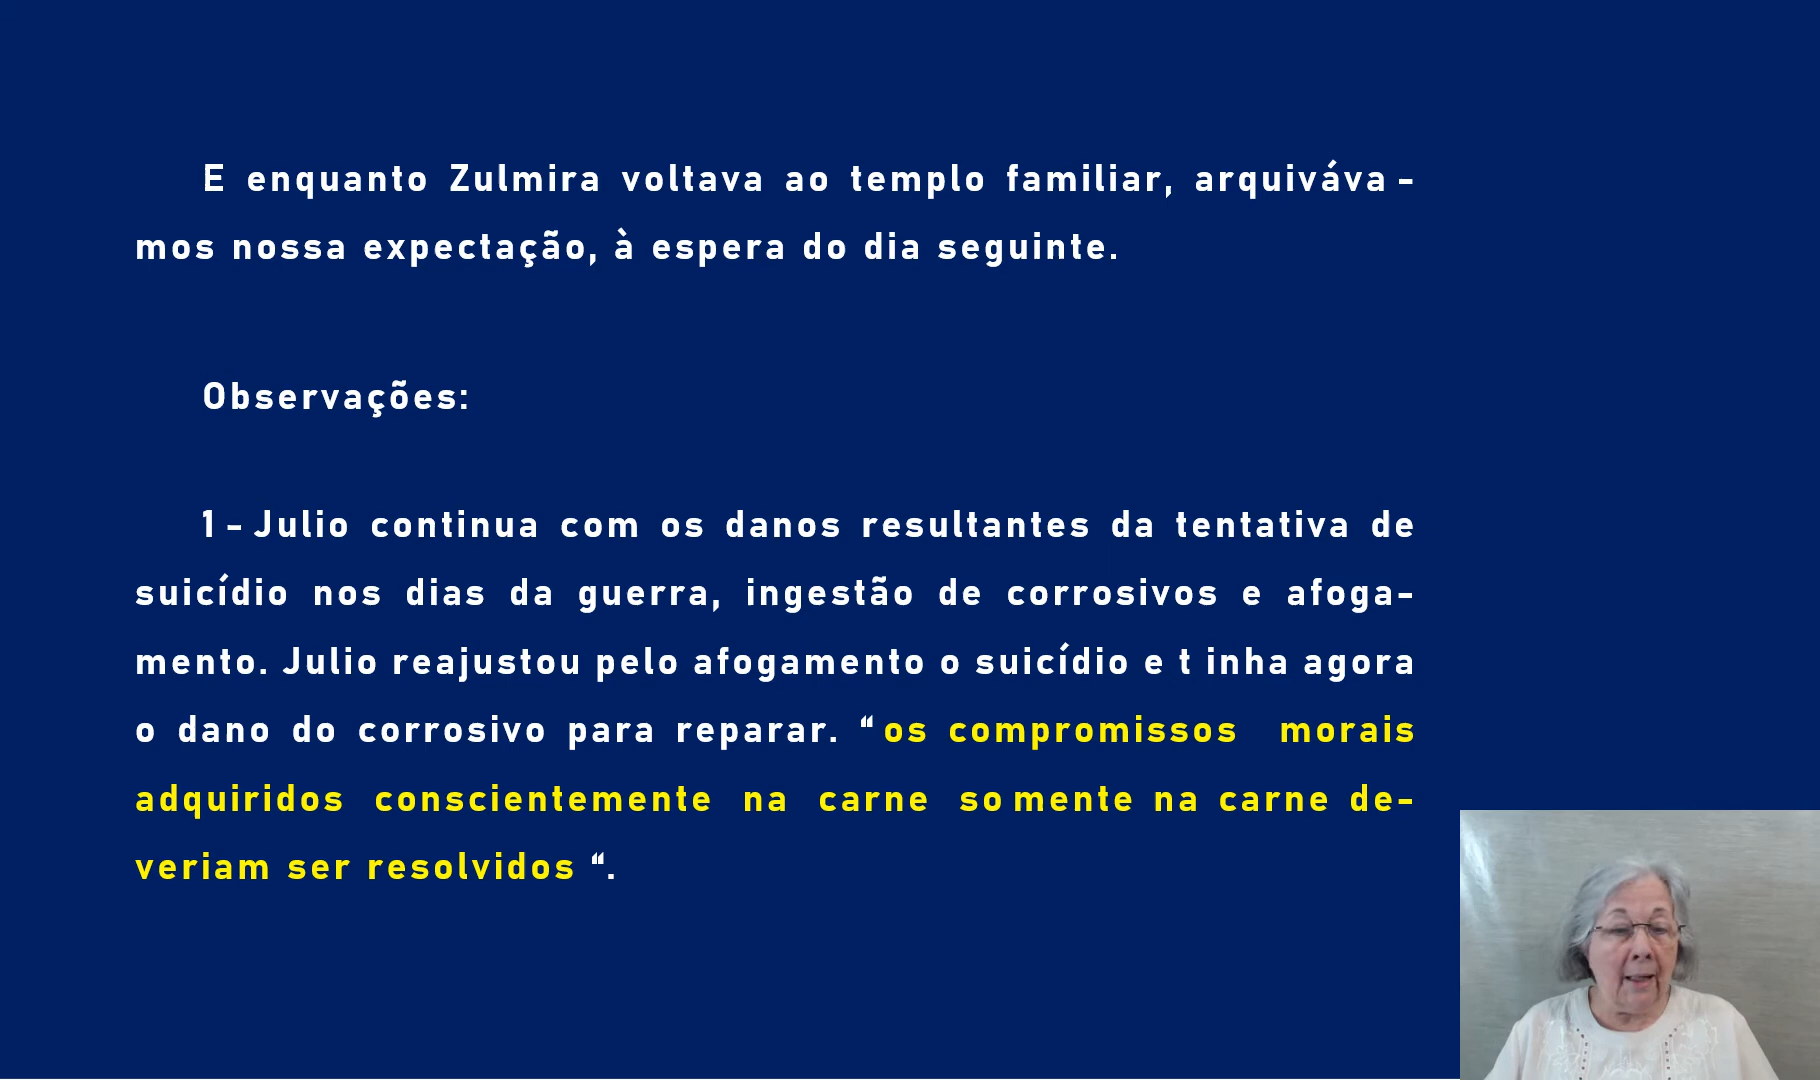 E enquanto Zulmira voltava ao templo familiar, arquiváva-
mos nossa expectação, à espera do dia seguinte.
Observações:
1- Julio continua com os danos resultantes da tentativa de
suicídio nos dias da guerra, ingestão de corrosivos e afoga-
mento. Julio reajustou pelo afogamento o suicídio e t inha agora
o dano do corrosivo para reparar. “os compromissos morais
adquiridos conscientemente na carne so mente na carne de-
veriam ser resolvidos “.